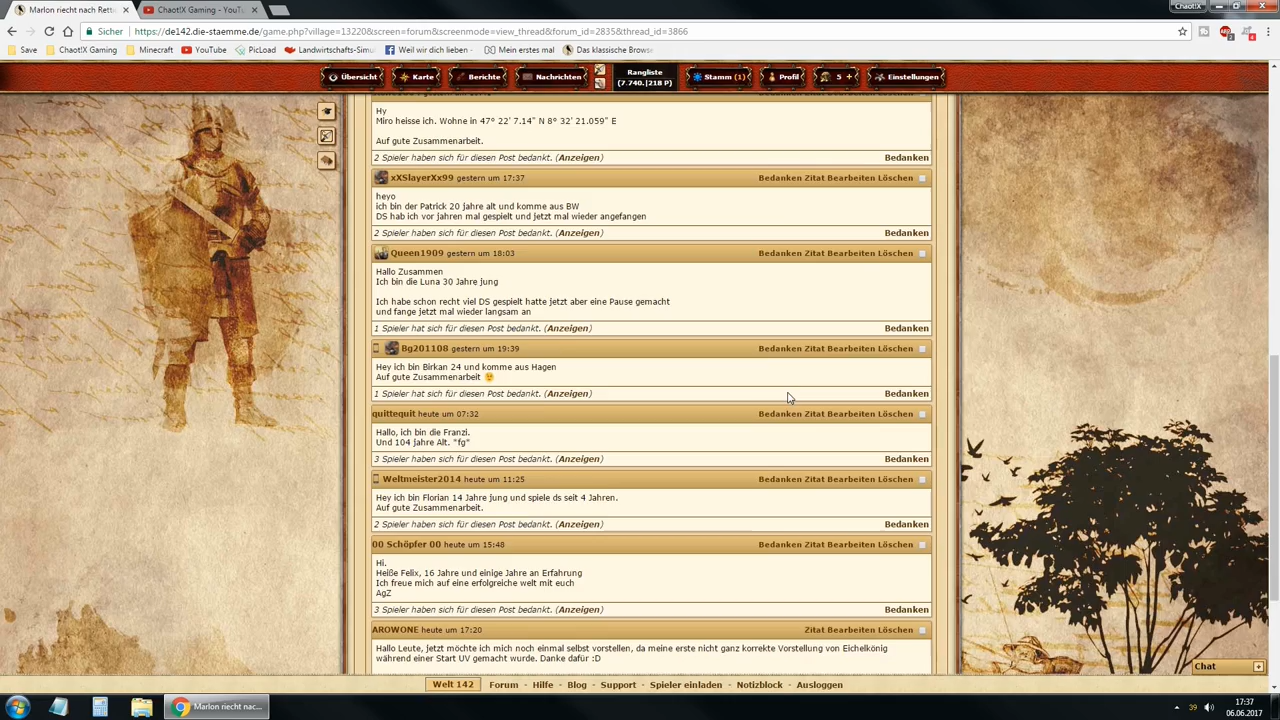 Marlon riecht nach Rette
Chaot!X Gaming - YouTu
Chaot!X
Sicher
https://de142.die-staemme.de/game.php?village=13220&screen=forum&screenmode=view_thread&forum_id=2835&thread_id=3866
Save
Chaot!X Gaming
Minecraft
YouTube
PicLoad
Landwirtschafts-Simul
Weil wir dich lieben -
Mein erstes mal
Das klassische Brows
Übersicht
Karte
Berichte
Nachrichten
Rangliste
(7.740.|218 P)
Stamm (1)
Profil
5
Einstellungen
Hy
Miro heisse ich. Wohne in 47° 22' 7.14" N 8° 32' 21.059" E
Auf gute Zusammenarbeit.
2 Spieler haben sich für diesen Post bedankt. (Anzeigen)
Bedanken
xXSlayerXx99 gestern um 17:37
Bedanken Zitat Bearbeiten Löschen
heyo
ich bin der Patrick 20 jahre alt und komme aus BW
DS hab ich vor jahren mal gespielt und jetzt mal wieder angefangen
2 Spieler haben sich für diesen Post bedankt. (Anzeigen)
Bedanken
Queen1909 gestern um 18:03
Bedanken Zitat Bearbeiten Löschen
Hallo Zusammen
Ich bin die Luna 30 Jahre jung
Ich habe schon recht viel DS gespielt hatte jetzt aber eine Pause gemacht
und fange jetzt mal wieder langsam an
1 Spieler hat sich für diesen Post bedankt. (Anzeigen)
Bedanken
Bg201108 gestern um 19:39
Bedanken Zitat Bearbeiten Löschen
Hey ich bin Birkan 24 und komme aus Hagen
Auf gute Zusammenarbeit
1 Spieler hat sich für diesen Post bedankt. (Anzeigen)
Bedanken
quittequit heute um 07:32
Bedanken Zitat Bearbeiten Löschen
Hallo, ich bin die Franzi.
Und 104 jahre Alt. "fg"
3 Spieler haben sich für diesen Post bedankt. (Anzeigen)
Bedanken
Weltmeister2014 heute um 11:25
Bedanken Zitat Bearbeiten Löschen
Hey ich bin Florian 14 Jahre jung und spiele ds seit 4 Jahren.
Auf gute Zusammenarbeit.
2 Spieler haben sich für diesen Post bedankt. (Anzeigen)
Bedanken
00 Schöpfer 00 heute um 15:48
Bedanken Zitat Bearbeiten Löschen
Hi.
Heiße Felix, 16 Jahre und einige Jahre an Erfahrung
Ich freue mich auf eine erfolgreiche welt mit euch
AgZ
3 Spieler haben sich für diesen Post bedankt. (Anzeigen)
Bedanken
AROWONE heute um 17:20
Zitat Bearbeiten Löschen
Hallo Leute, jetzt möchte ich mich noch einmal selbst vorstellen, da meine erste nicht ganz korrekte Vorstellung von Eichelkönig
während einer Start UV gemacht wurde. Danke dafür :D
Chat
Welt 142
Forum - Hilfe - Blog - Support - Spieler einladen - Notizblock - Ausloggen
Marlon riecht nac...
39
17:37
06.06.2017